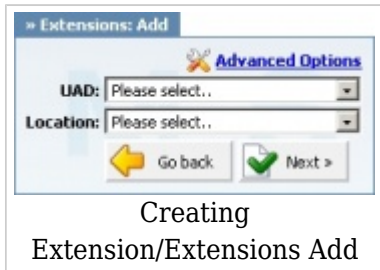 » Extensions: Add
Advanced Options
UAD: Please select..
Location: Please select..
Go back Next »
Creating
Extension/Extensions Add